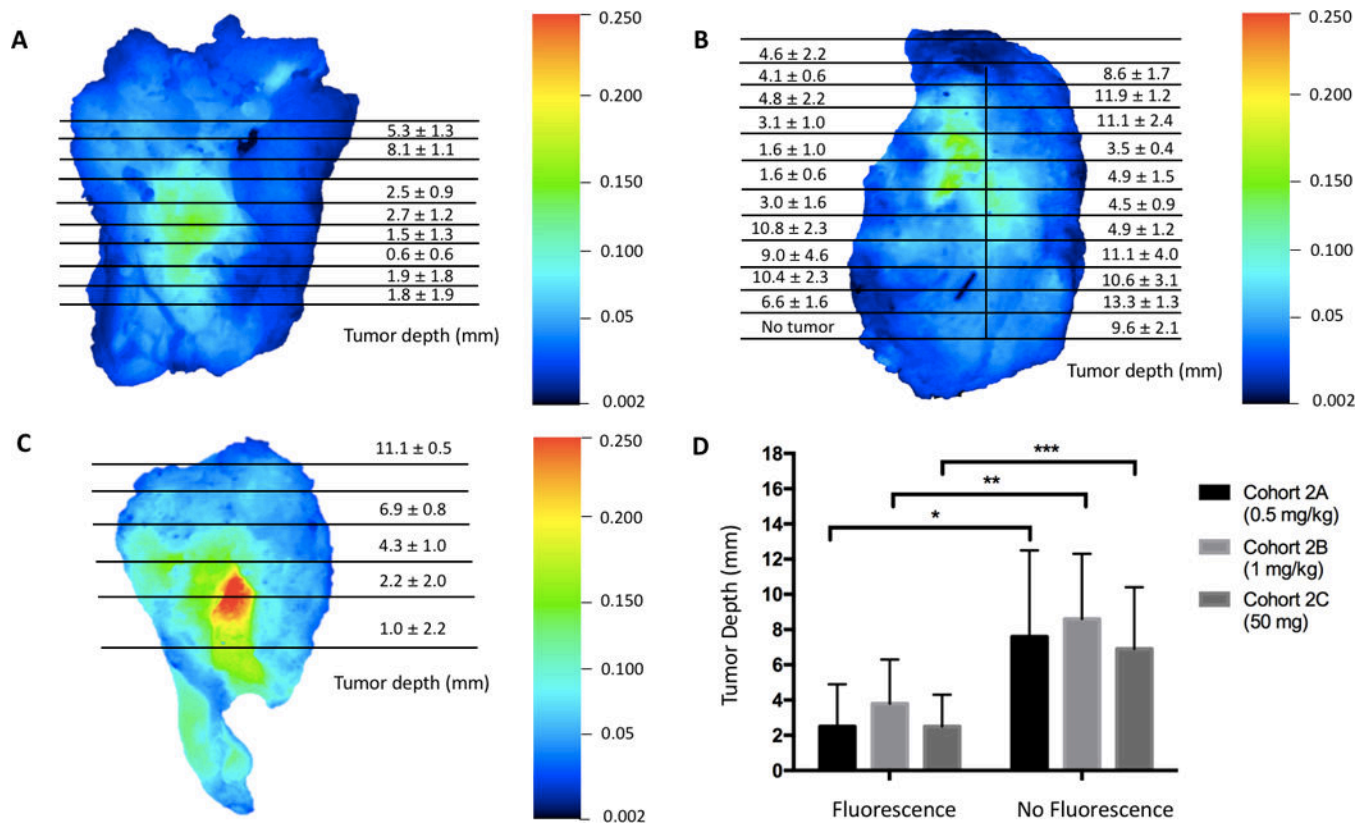 A
0.250
0.200
0.150
0.100
0.05
0.002
5.3 ± 1.3
8.1 ± 1.1
2.5 ± 0.9
2.7 ± 1.2
1.5 ± 1.3
0.6 ± 0.6
1.9 ± 1.8
1.8 ± 1.9
Tumor depth (mm)
B
4.6 ± 2.2
4.1 ± 0.6
4.8 ± 2.2
3.1 ± 1.0
1.6 ± 1.0
1.6 ± 0.6
3.0 ± 1.6
10.8 ± 2.3
9.0 ± 4.6
10.4 ± 2.3
6.6 ± 1.6
No tumor
8.6 ± 1.7
11.9 ± 1.2
11.1 ± 2.4
3.5 ± 0.4
4.9 ± 1.5
4.5 ± 0.9
4.9 ± 1.2
11.1 ± 4.0
10.6 ± 3.1
13.3 ± 1.3
9.6 ± 2.1
Tumor depth (mm)
0.250
0.200
0.150
0.100
0.05
0.002
C
11.1 ± 0.5
6.9 ± 0.8
4.3 ± 1.0
2.2 ± 2.0
1.0 ± 2.2
Tumor depth (mm)
0.250
0.200
0.150
0.100
0.05
0.002
D
Tumor Depth (mm)
18
16
14
12
10
8
6
4
2
0
*
**
***
Fluorescence
No Fluorescence
Cohort 2A
(0.5 mg/kg)
Cohort 2B
(1 mg/kg)
Cohort 2C
(50 mg)